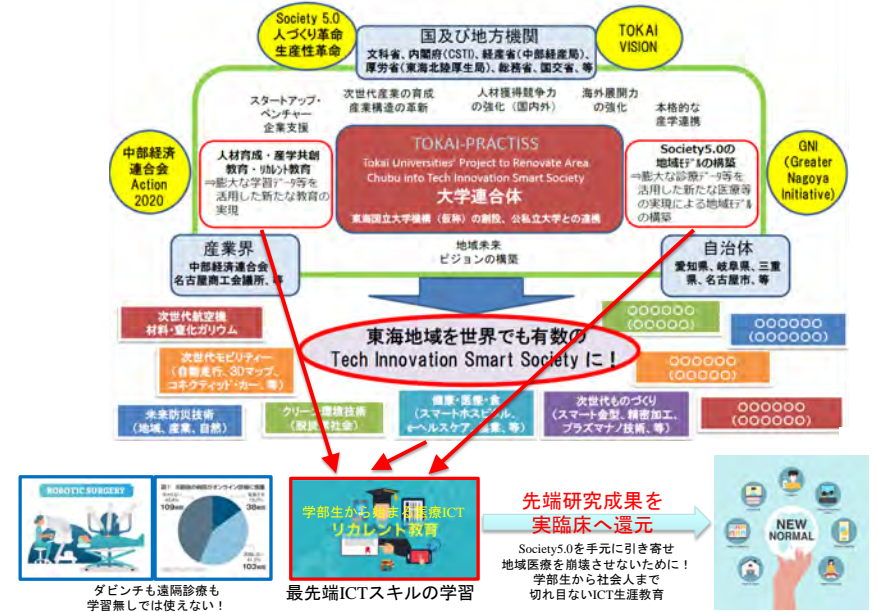 Society 5.0
人づくり革命
生産性革命
国及び地方機関
文科省、内閣府(CSTI)、経産省(中部経産局)、
厚労省(東海北陸厚生局)、総務省、国交省、等
TOKAI
VISION
スタートアップ・
ベンチャー
企業支援
次世代産業の育成
産業構造の革新
人材獲得競争力
の強化（国内外）
海外展開力
の強化
本格的な
産学連携
中部経済
連合会
Action
2020
人材育成・産学共創
教育・リカレント教育
⇒膨大な学習データ等を
活用した新たな教育の
実現
TOKAI-PRACTISS
Tokai Universities' Project to Renovate Area
Chubu into Tech Innovation Smart Society
大学連合体
東海国立大学機構（仮称）の創設、公私立大学との連携
Society5.0の
地域モデルの構築
⇒膨大な診療データ等を
活用した新たな医療等
の実現による地域モデル
の構築
GNI
(Greater
Nagoya
Initiative)
産業界
中部経済連合会
名古屋商工会議所、等
地域未来
ビジョンの構築
自治体
愛知県、岐阜県、三重
県、名古屋市、等
次世代航空機
材料・窒化ガリウム
東海地域を世界でも有数の
Tech Innovation Smart Society に！
〇〇〇〇〇〇
(〇〇〇〇〇)
〇〇〇〇〇〇
(〇〇〇〇〇〇)
次世代モビリティー
（自動走行、3Dマップ、
コネクティッド・カー、等）
〇〇〇〇〇〇
(〇〇〇〇〇)
未来防災技術
（地域、産業、自然）
クリーン環境技術
（脱炭素社会）
健康・医療・食
（スマートホスピタル、
e-ヘルスケア、農業、等）
次世代ものづくり
（スマート金型、精密加工、
プラズマナノ技術、等）
〇〇〇〇〇〇
(〇〇〇〇〇〇)
ROBOTIC SURGERY
109病院
38病院
103病院
ダビンチも遠隔診療も
学習無しでは使えない！
学部生から始まる医療ICT
リカレント教育
最先端ICTスキルの学習
先端研究成果を
実臨床へ還元
Society5.0を手元に引き寄せ
地域医療を崩壊させないために！
学部生から社会人まで
切れ目ないICT生涯教育
NEW
NORMAL